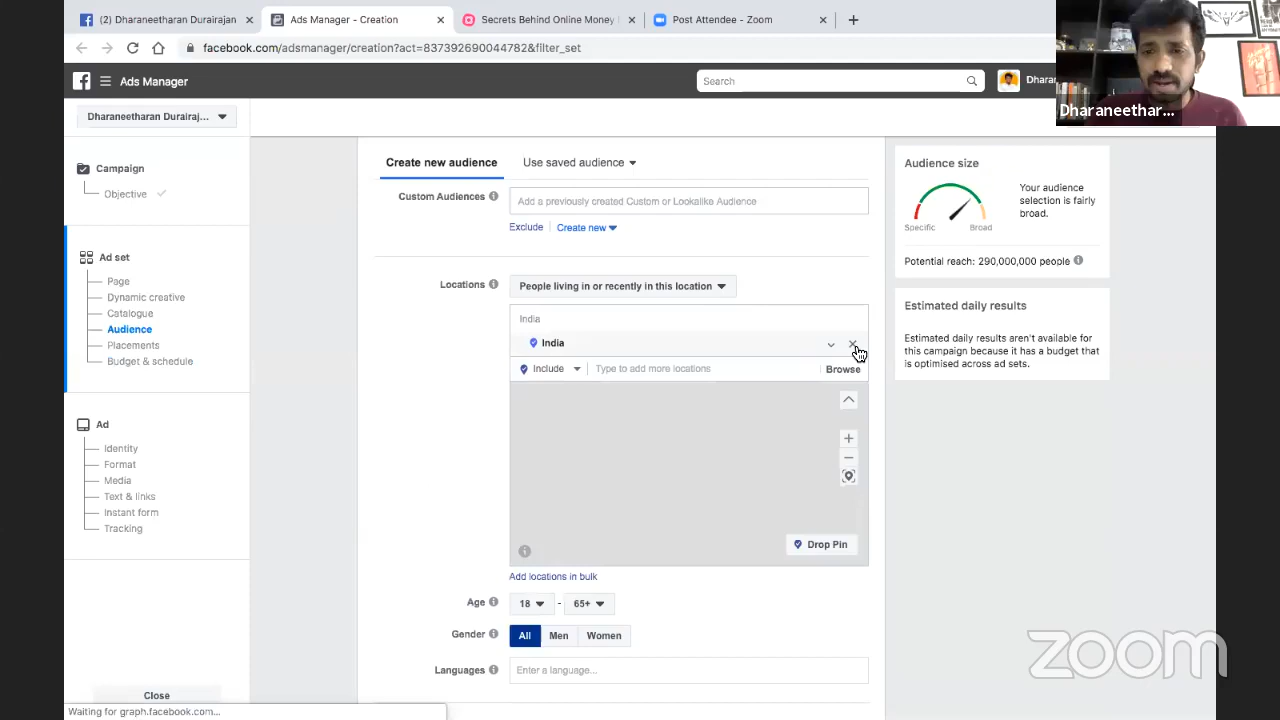 (2) Dharaneetharan Durairajan
Ads Manager - Creation
Secrets Behind Online Money
Post Attendee - Zoom
facebook.com/adsmanager/creation?act=837392690044782&filter_set
Ads Manager
Search
Dharan
Dharaneethar...
Dharaneetharan Durairaj...
Campaign
Objective
Ad set
Page
Dynamic creative
Catalogue
Audience
Placements
Budget & schedule
Ad
Identity
Format
Media
Text & links
Instant form
Tracking
Close
Waiting for graph.facebook.com...
Create new audience
Use saved audience
Custom Audiences
Add a previously created Custom or Lookalike Audience
Exclude
Create new
Locations
People living in or recently in this location
India
India
Include
Type to add more locations
Browse
Drop Pin
Add locations in bulk
Age
18 - 65+
Gender
All Men Women
Languages
Enter a language...
Audience size
Specific
Broad
Your audience
selection is fairly
broad.
Potential reach: 290,000,000 people
Estimated daily results
Estimated daily results aren't available for
this campaign because it has a budget that
is optimised across ad sets.
zoom